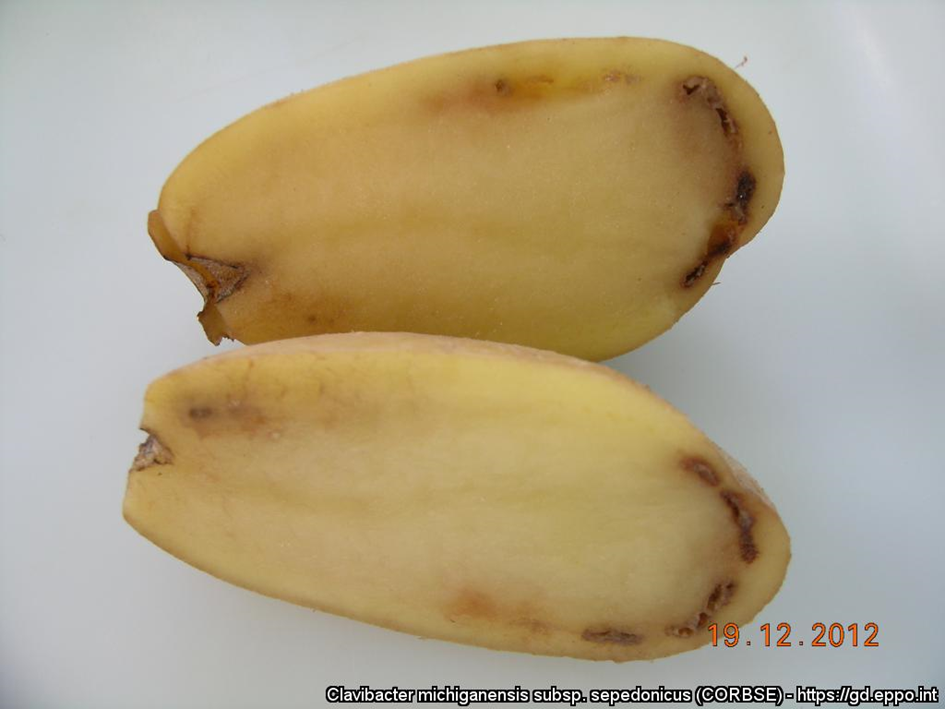 19.12.2012
Clavibacter michiganensis subsp. sepedonicus (CORBSE) - https://gd.eppo.int